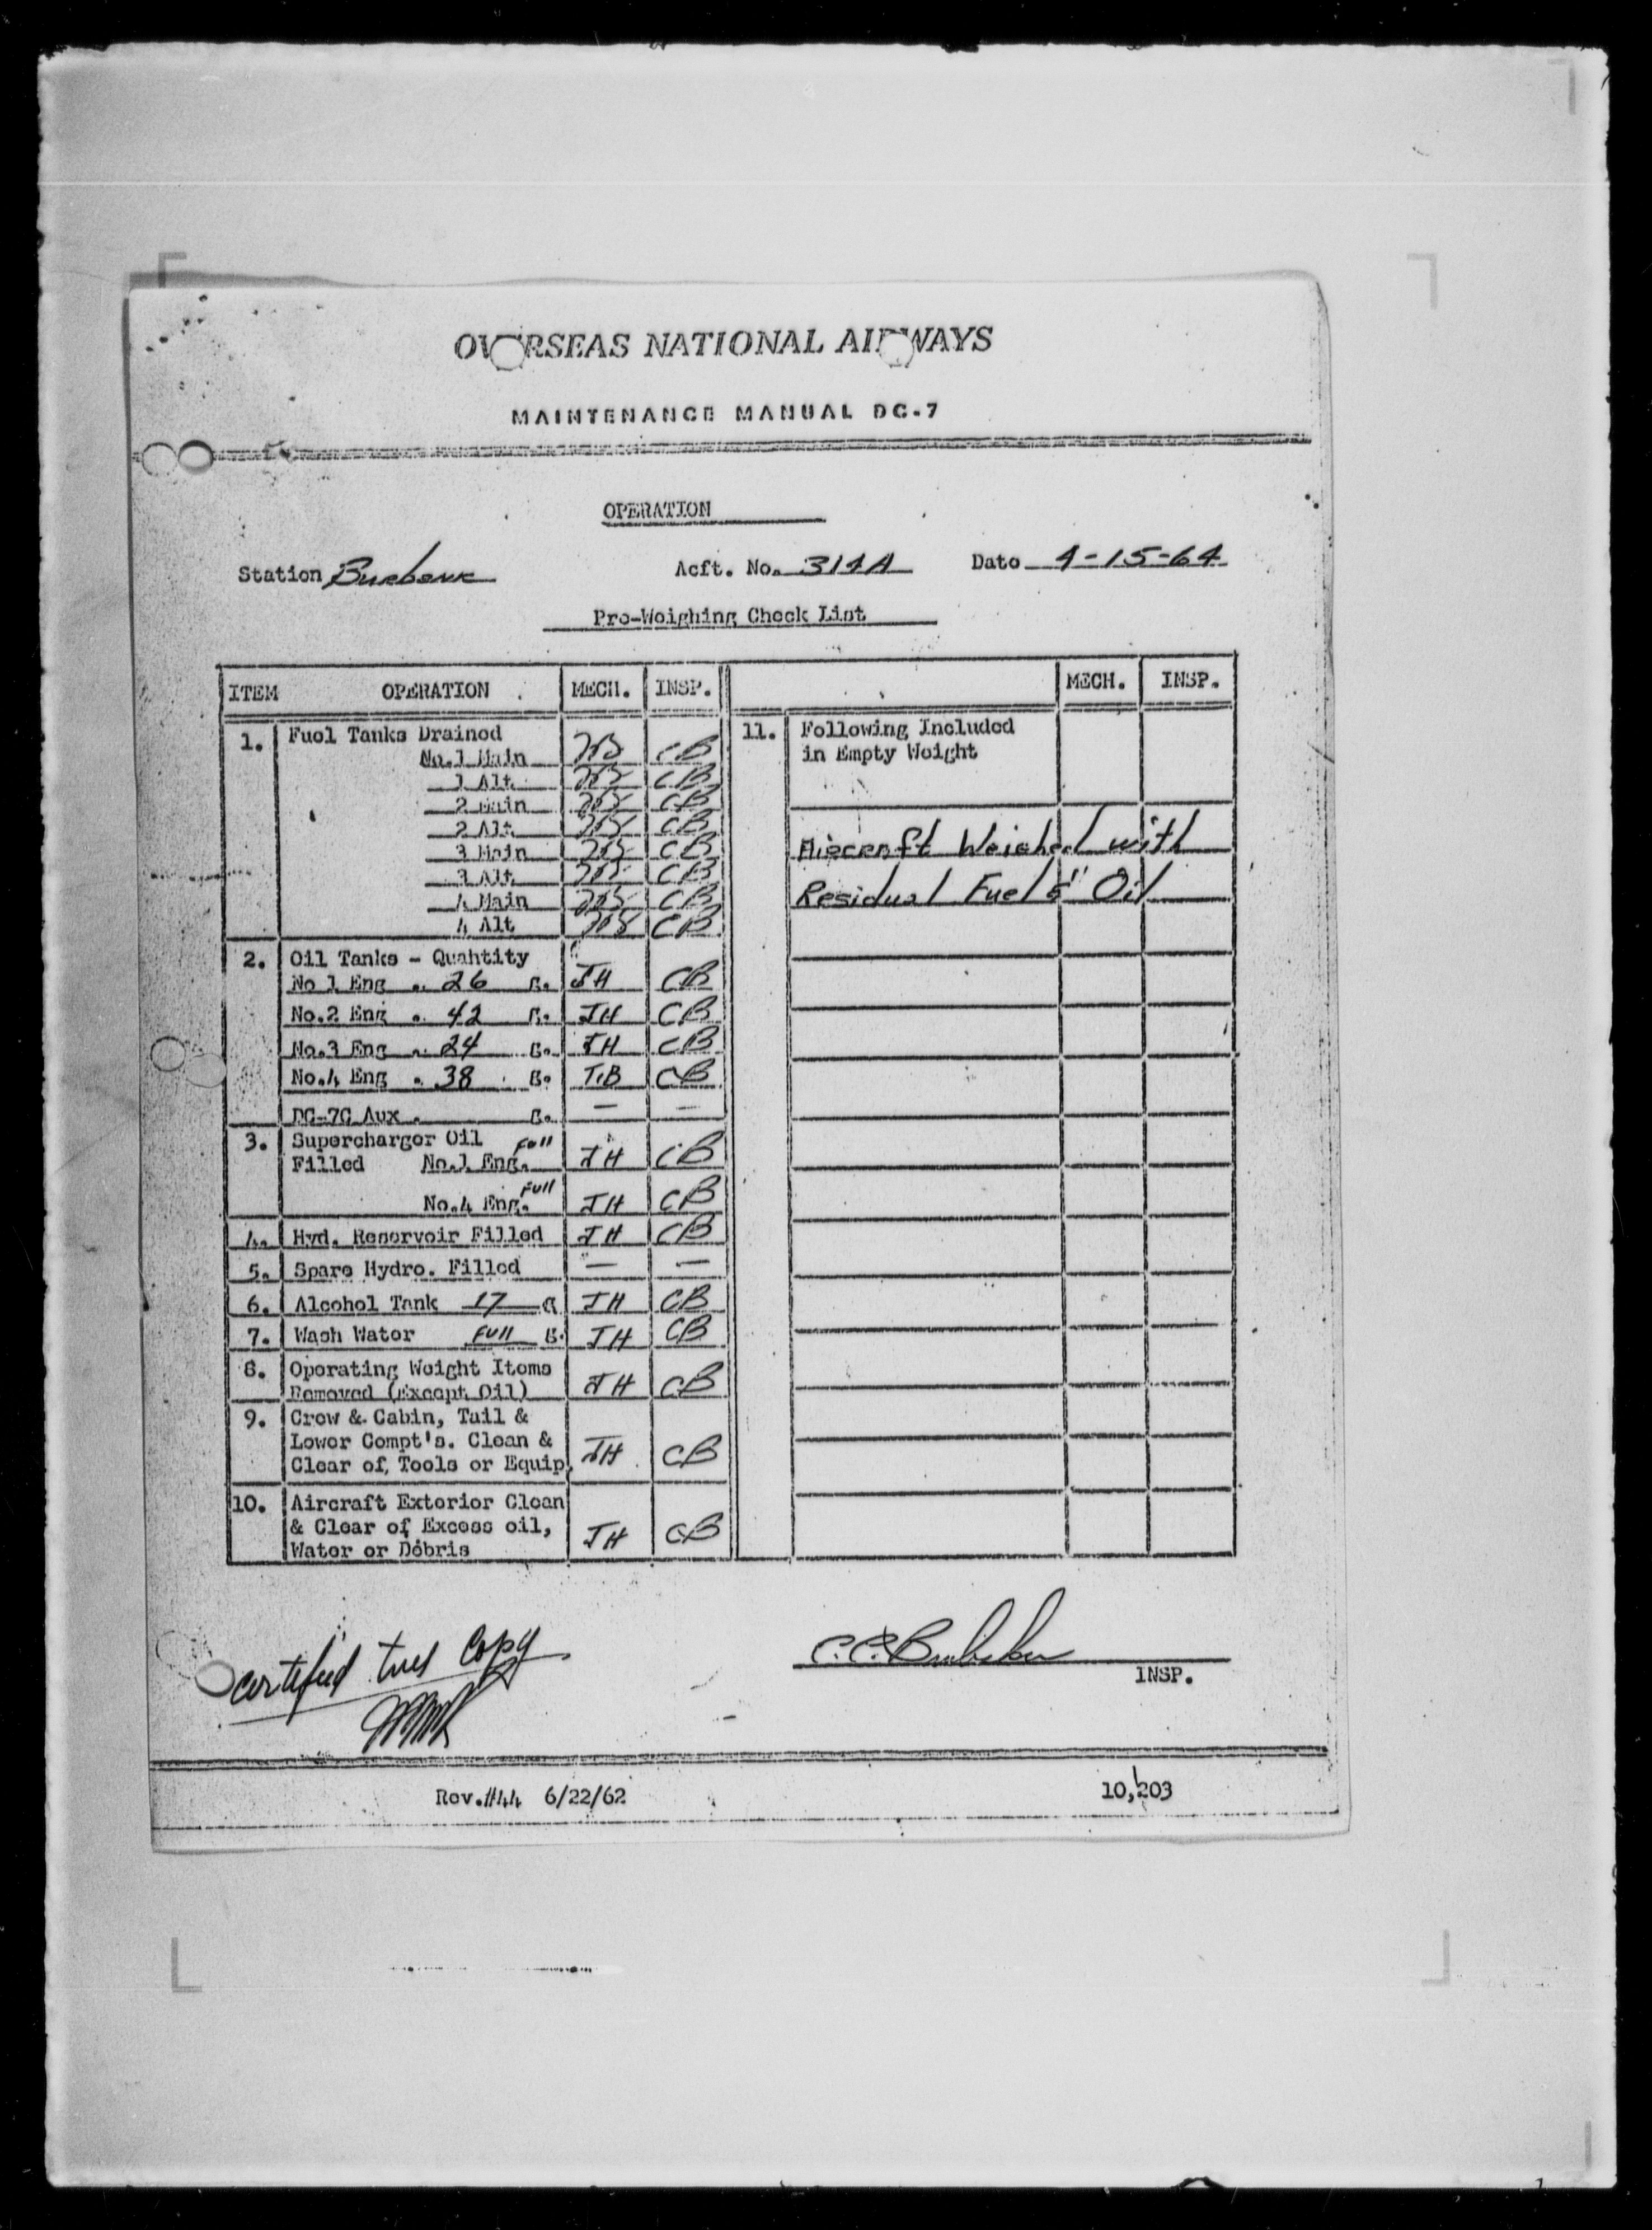 OVERSEAS NATIONAL AIRWAYS
MAINTENANCE MANUAL DC-7
OPERATION
Station Burbank Acft. No. 314A Date 4-15-64
Pre-Weighing Check List
ITEM OPERATION MECH. INSP. MECH. INSP.
1. Fuel Tanks Drained
No.1 Main CB
1 Alt CB
2 Main CB
2 Alt CB
3 Main CB
3 Alt CB
4 Main CB
4 Alt CB
2. Oil Tanks - Quantity
No 1 Eng . 26 G. JH CB
No.2 Eng . 42 G. JH CB
No.3 Eng . 24 G. JH CB
No.4 Eng . 38 G. T.B CB
DC-7C Aux . G. — —
3. Supercharger Oil
Filled No.1 Eng. Full JH CB
No.4 Eng. Full JH CB
4. Hyd. Reservoir Filled JH CB
5. Spare Hydro. Filled — —
6. Alcohol Tank 17 G JH CB
7. Wash Water Full G. JH CB
8. Operating Weight Items
Removed (Except Oil) JH CB
9. Crew & Cabin, Tail &
Lower Compt's. Clean &
Clear of Tools or Equip. JH CB
10. Aircraft Exterior Clean
& Clear of Excess oil,
Water or Debris JH CB
11. Following Included
in Empty Weight
Aircraft Weighed with
Residual Fuel & Oil
certified true Copy
C.C. Brubaker
INSP.
Rev.#44 6/22/62 10,203